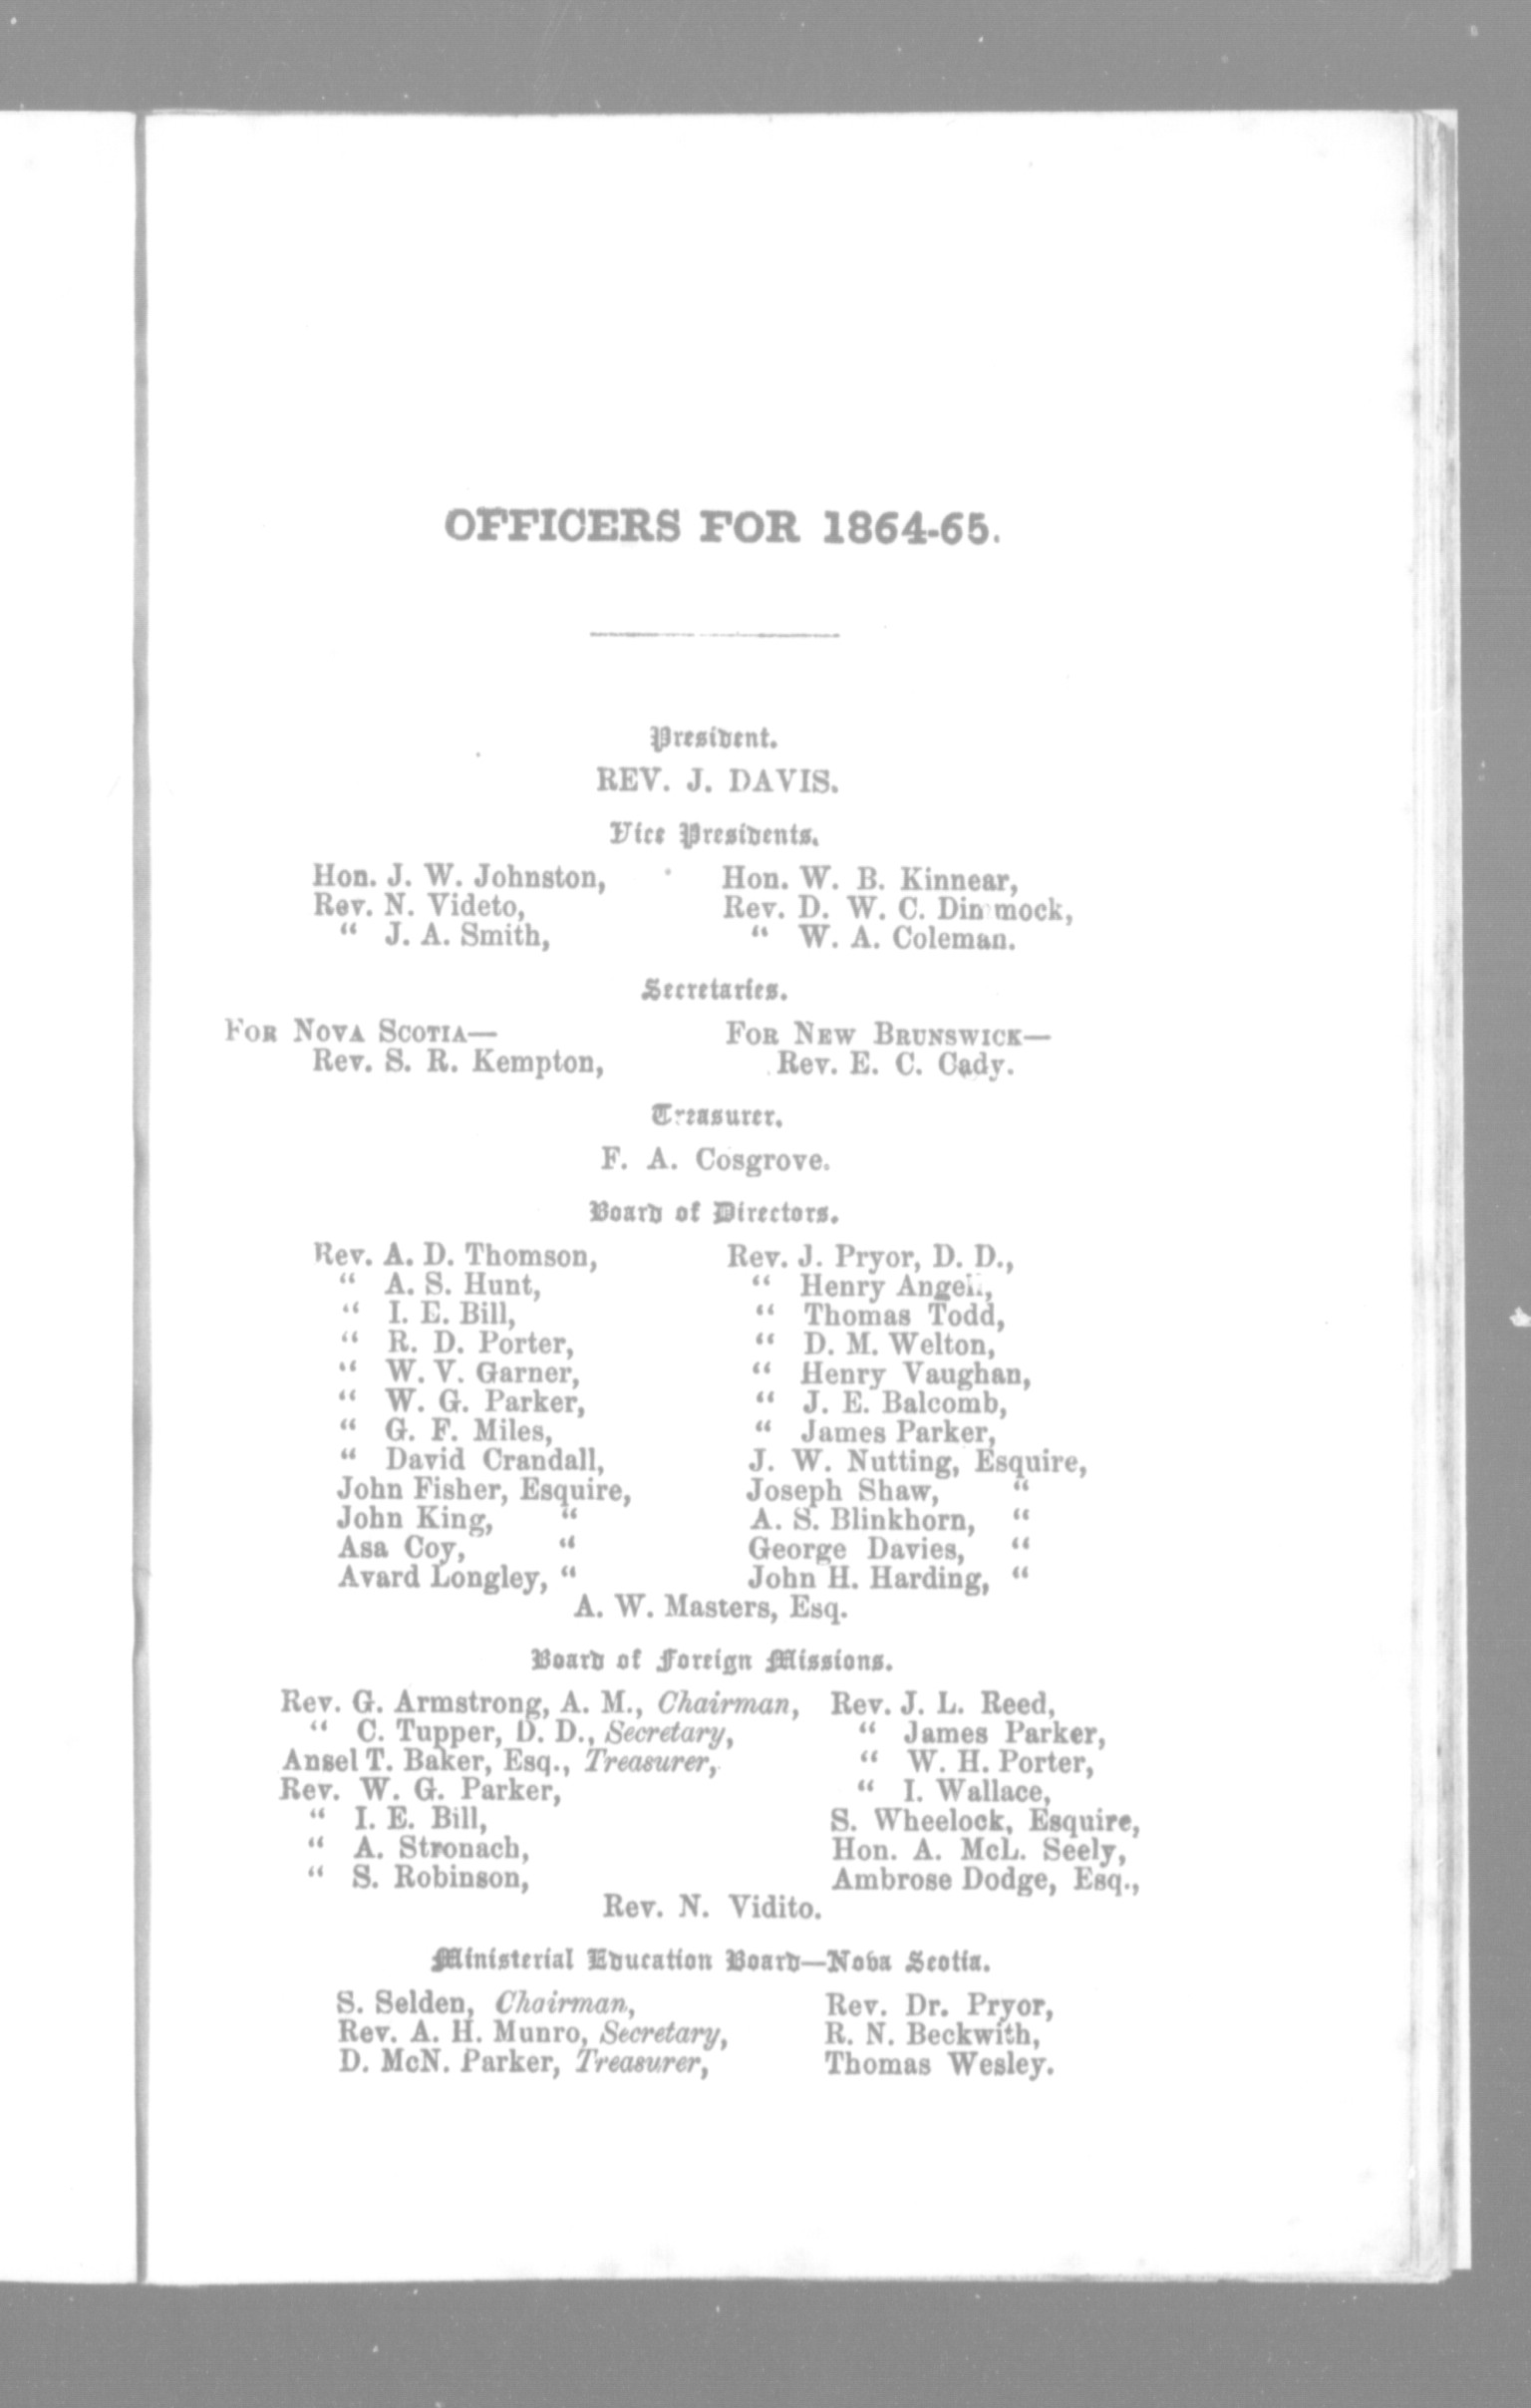 OFFICERS FOR 1864-65.
President.
REV. J. DAVIS.
Vice Presidents.
Hon. J. W. Johnston, Hon. W. B. Kinnear,
Rev. N. Videto, Rev. D. W. C. Dimmock,
“ J. A. Smith, “ W. A. Coleman.
Secretaries.
FOR NOVA SCOTIA— FOR NEW BRUNSWICK—
Rev. S. R. Kempton, Rev. E. C. Cady.
Treasurer.
F. A. Cosgrove.
Board of Directors.
Rev. A. D. Thomson, Rev. J. Pryor, D. D.,
“ A. S. Hunt, “ Henry Angell,
“ I. E. Bill, “ Thomas Todd,
“ R. D. Porter, “ D. M. Welton,
“ W. V. Garner, “ Henry Vaughan,
“ W. G. Parker, “ J. E. Balcomb,
“ G. F. Miles, “ James Parker,
“ David Crandall, J. W. Nutting, Esquire,
John Fisher, Esquire, Joseph Shaw, “
John King, “ A. S. Blinkhorn, “
Asa Coy, “ George Davies, “
Avard Longley, “ John H. Harding, “
A. W. Masters, Esq.
Board of Foreign Missions.
Rev. G. Armstrong, A. M., Chairman, Rev. J. L. Reed,
“ C. Tupper, D. D., Secretary, “ James Parker,
Ansel T. Baker, Esq., Treasurer, “ W. H. Porter,
Rev. W. G. Parker, “ I. Wallace,
“ I. E. Bill, S. Wheelock, Esquire,
“ A. Stronach, Hon. A. McL. Seely,
“ S. Robinson, Ambrose Dodge, Esq.,
Rev. N. Vidito.
Ministerial Education Board—Nova Scotia.
S. Selden, Chairman, Rev. Dr. Pryor,
Rev. A. H. Munro, Secretary, R. N. Beckwith,
D. McN. Parker, Treasurer, Thomas Wesley.